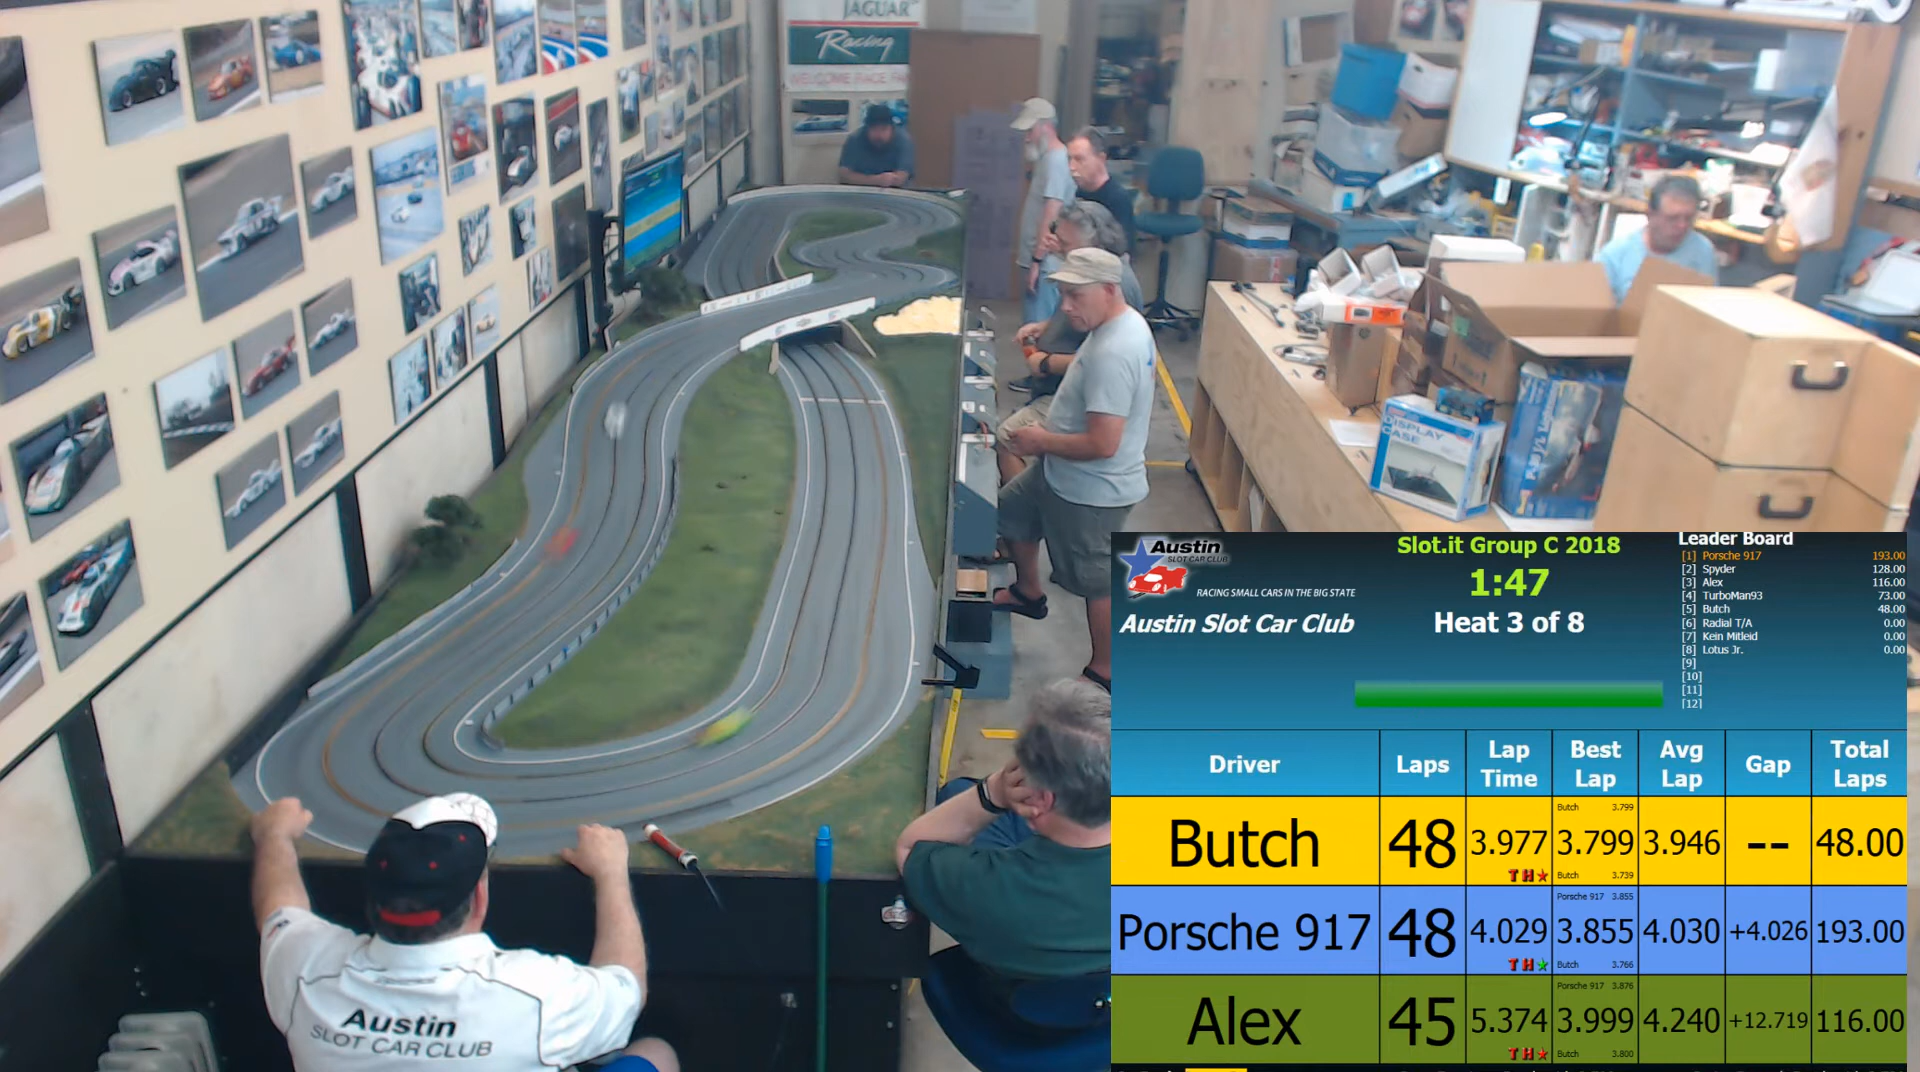 JAGUAR
Racing
WELCOME RACE FA
DISPLAY
CASE
Austin
SLOT CAR CLUB
Austin
SLOT CAR CLUB
RACING SMALL CARS IN THE BIG STATE
Austin Slot Car Club
Slot.it Group C 2018
1:47
Heat 3 of 8
Leader Board
[1] Porsche 917 193.00
[2] Spyder 128.00
[3] Alex 116.00
[4] TurboMan93 73.00
[5] Butch 48.00
[6] Radial T/A 0.00
[7] Kein Mitleid 0.00
[8] Lotus Jr. 0.00
[9]
[10]
[11]
[12]
Driver Laps Lap Time Best Lap Avg Lap Gap Total Laps
Butch 3.799
Butch 48 3.977 3.799 3.946 -- 48.00
TH Butch 3.739
Porsche 917 3.855
Porsche 917 48 4.029 3.855 4.030 +4.026 193.00
TH Butch 3.766
Porsche 917 3.876
Alex 45 5.374 3.999 4.240 +12.719 116.00
TH Butch 3.800